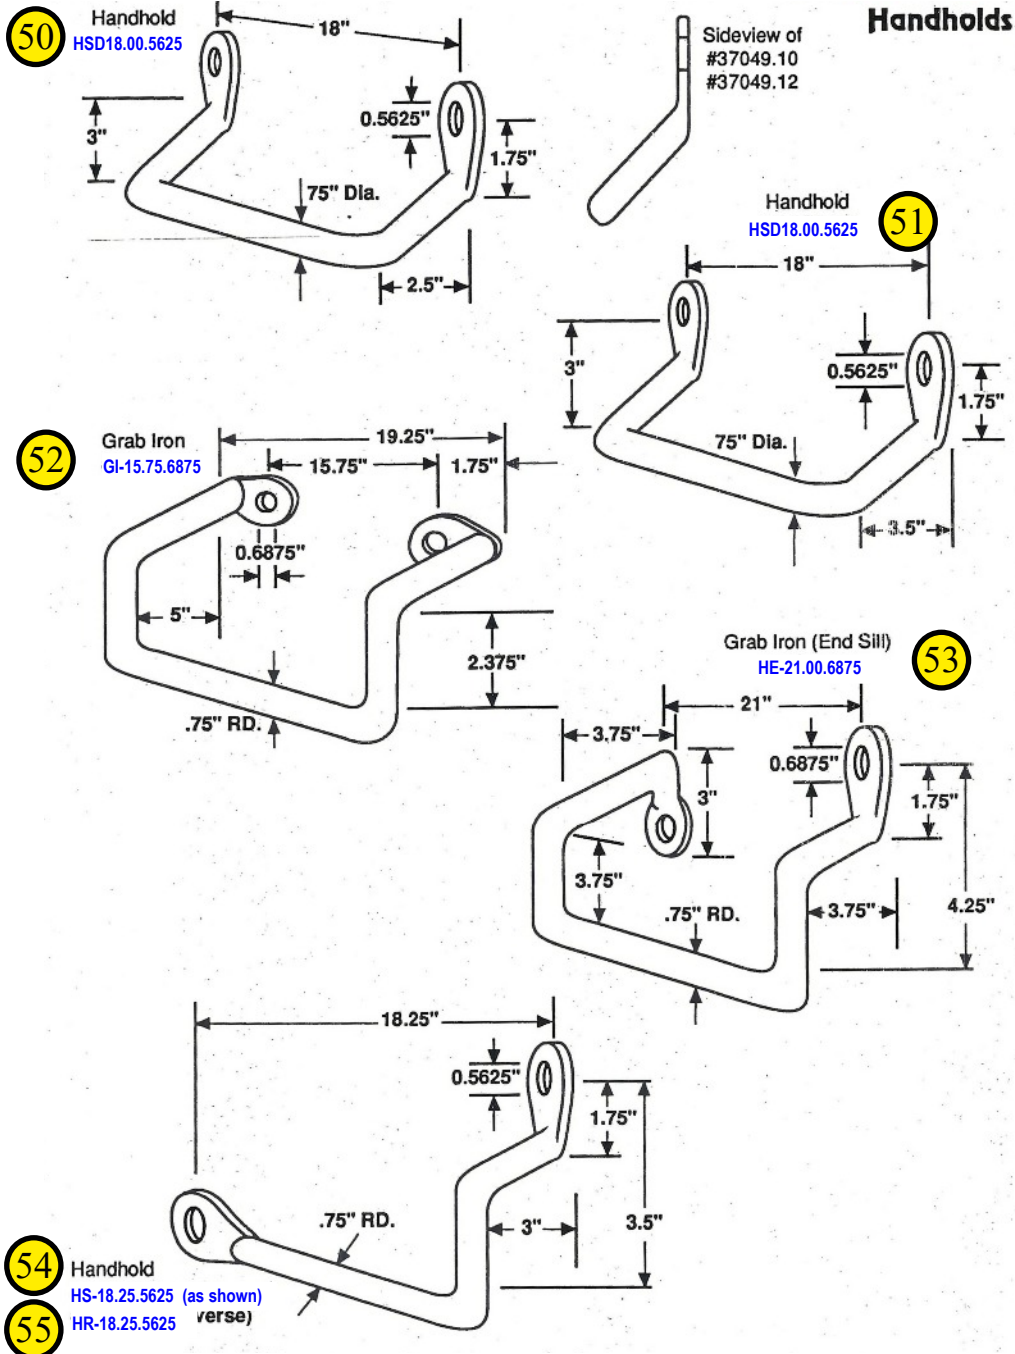 Handholds
50
Handhold
HSD18.00.5625
18"
3"
0.5625"
1.75"
75" Dia.
2.5"
Sideview of
#37049.10
#37049.12
Handhold
HSD18.00.5625
51
18"
3"
0.5625"
1.75"
75" Dia.
3.5"
52
Grab Iron
GI-15.75.6875
19.25"
15.75"
1.75"
0.6875"
5"
2.375"
.75" RD.
Grab Iron (End Sill)
HE-21.00.6875
53
21"
3.75"
0.6875"
3"
1.75"
3.75"
.75" RD.
3.75"
4.25"
18.25"
0.5625"
1.75"
.75" RD.
3"
3.5"
54
Handhold
HS-18.25.5625 (as shown)
55
HR-18.25.5625 verse)